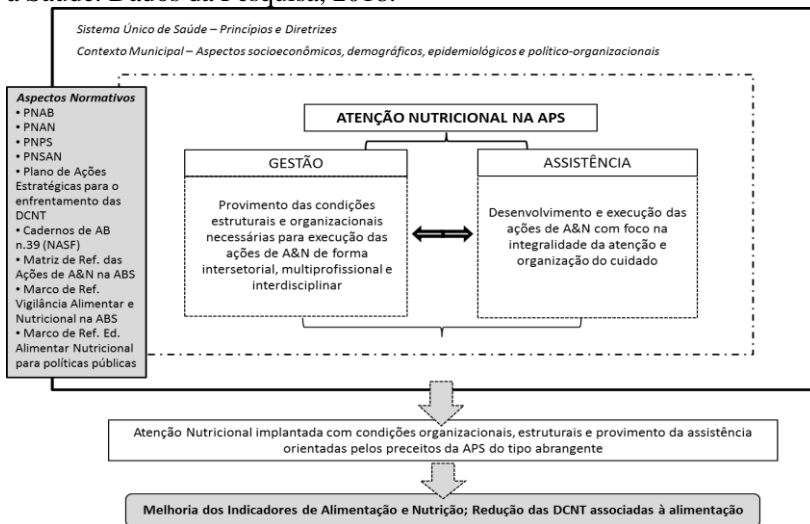 a Saúde. Dados da Pesquisa, 2018.
Sistema Único de Saúde – Princípios e Diretrizes
Contexto Municipal – Aspectos socioeconômicos, demográficos, epidemiológicos e político-organizacionais
Aspectos Normativos
• PNAB
• PNAN
• PNPS
• PNSAN
• Plano de Ações
Estratégicas para o
enfrentamento das
DCNT
• Cadernos de AB
n.39 (NASF)
• Matriz de Ref. das
Ações de A&N na ABS
• Marco de Ref.
Vigilância Alimentar e
Nutricional na ABS
• Marco de Ref. Ed.
Alimentar Nutricional
para políticas públicas
ATENÇÃO NUTRICIONAL NA APS
GESTÃO
Provimento das condições
estruturais e organizacionais
necessárias para execução das
ações de A&N de forma
intersetorial, multiprofissional e
interdisciplinar
ASSISTÊNCIA
Desenvolvimento e execução das
ações de A&N com foco na
integralidade da atenção e
organização do cuidado
Atenção Nutricional implantada com condições organizacionais, estruturais e provimento da assistência
orientadas pelos preceitos da APS do tipo abrangente
Melhoria dos Indicadores de Alimentação e Nutrição; Redução das DCNT associadas à alimentação